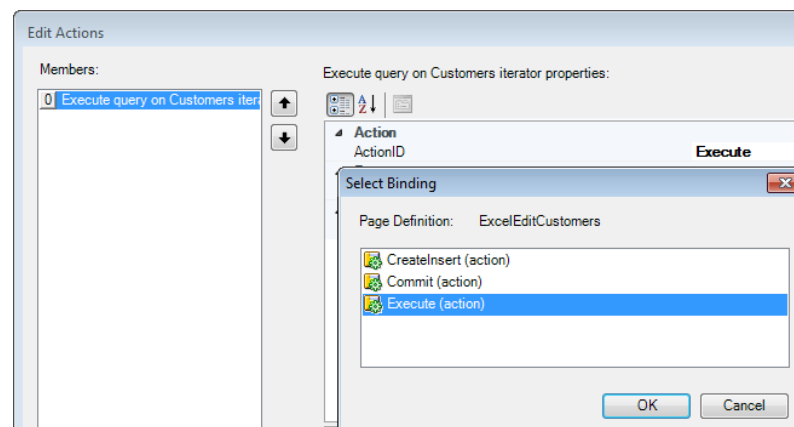 Edit Actions
Members:
Execute query on Customers iterator properties:
0 Execute query on Customers iter
Action
ActionID Execute
Select Binding
Page Definition: ExcelEditCustomers
CreateInsert (action)
Commit (action)
Execute (action)
OK Cancel